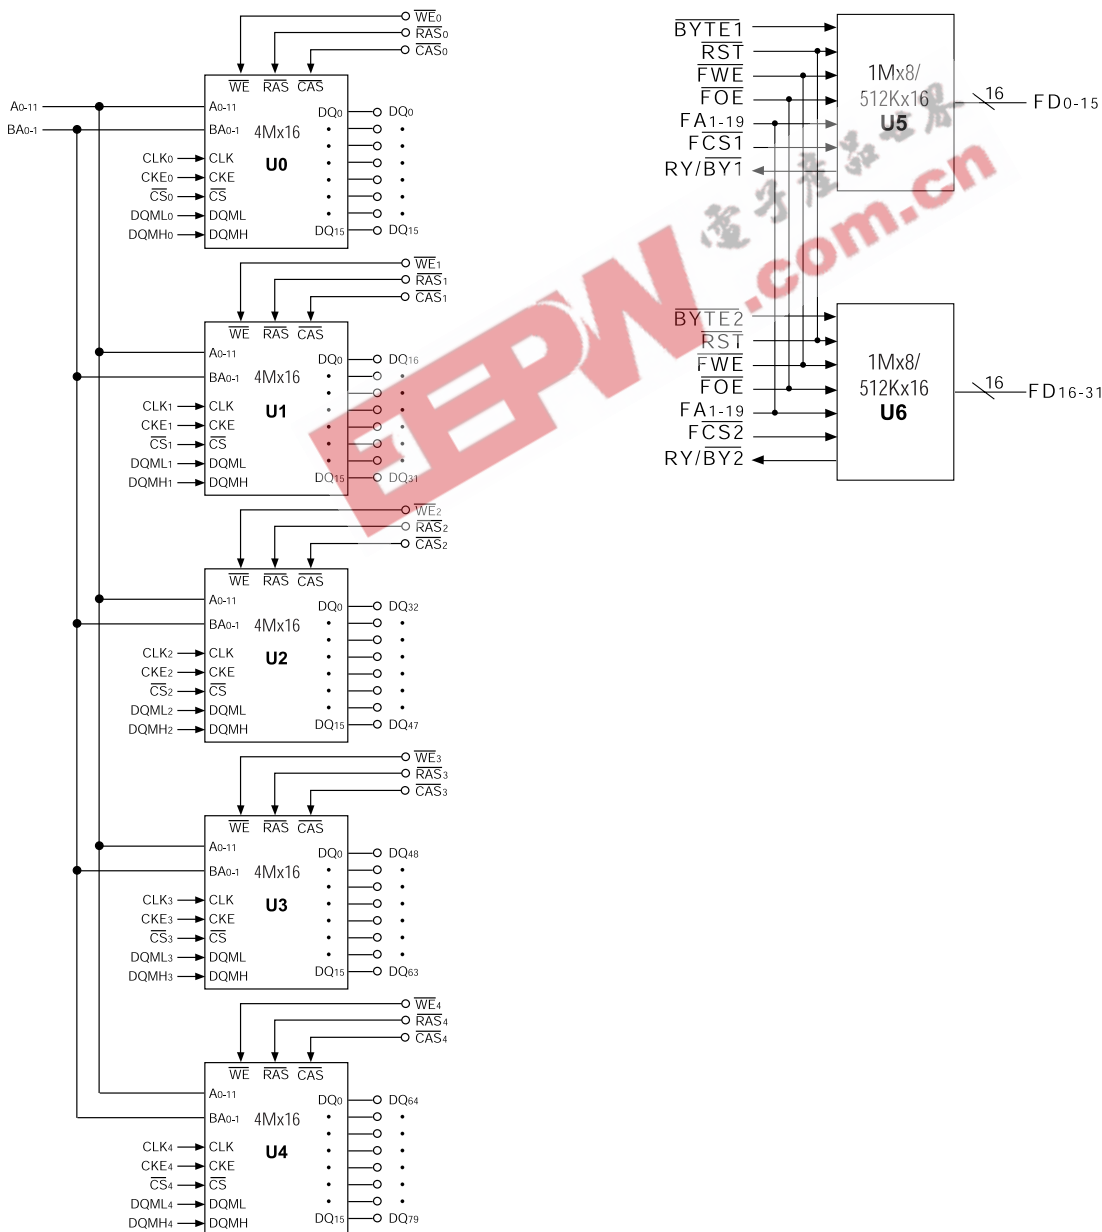 WE0
RAS0
CAS0
WE RAS CAS
A0-11 A0-11 DQ0 DQ0
BA0-1 BA0-1 4Mx16
U0
CLK0 CLK
CKE0 CKE
CS0 CS
DQML0 DQML
DQMH0 DQMH DQ15 DQ15
WE1
RAS1
CAS1
WE RAS CAS
A0-11 DQ0 DQ16
BA0-1 4Mx16
U1
CLK1 CLK
CKE1 CKE
CS1 CS
DQML1 DQML
DQMH1 DQMH DQ15 DQ31
WE2
RAS2
CAS2
WE RAS CAS
A0-11 DQ0 DQ32
BA0-1 4Mx16
U2
CLK2 CLK
CKE2 CKE
CS2 CS
DQML2 DQML
DQMH2 DQMH DQ15 DQ47
WE3
RAS3
CAS3
WE RAS CAS
A0-11 DQ0 DQ48
BA0-1 4Mx16
U3
CLK3 CLK
CKE3 CKE
CS3 CS
DQML3 DQML
DQMH3 DQMH DQ15 DQ63
WE4
RAS4
CAS4
WE RAS CAS
A0-11 DQ0 DQ64
BA0-1 4Mx16
U4
CLK4 CLK
CKE4 CKE
CS4 CS
DQML4 DQML
DQMH4 DQMH DQ15 DQ79
BYTE1
RST
FWE
FOE
FA1-19
FCS1
RY/BY1
1Mx8/
512Kx16
U5
16 FD0-15
BYTE2
RST
FWE
FOE
FA1-19
FCS2
RY/BY2
1Mx8/
512Kx16
U6
16 FD16-31
EEPW.com.cn
電子產品世界